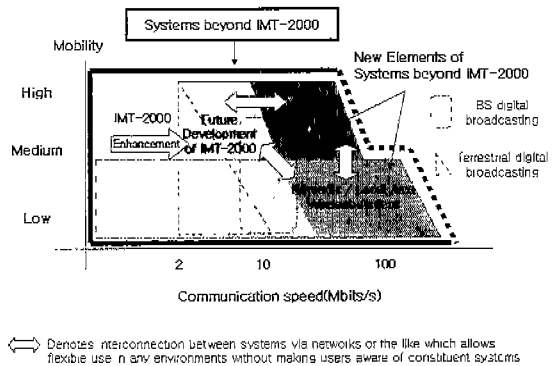 Systems beyond IMT-2000
Mobility
New Elements of
Systems beyond IMT-2000
High
BS digital
broadcasting
IMT-2000
Future
Development
of IMT-2000
Enhancement
Medium
Terrestrial digital
broadcasting
Low
2 10 100
Communication speed(Mbits/s)
Denotes interconnection between systems via networks or the like which allows
flexible use in any environments without making users aware of constituent systems